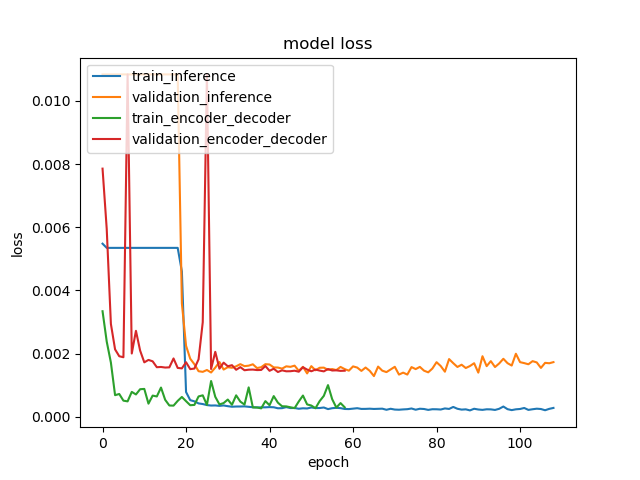 model loss
train_inference
validation_inference
train_encoder_decoder
validation_encoder_decoder
0.010
0.008
0.006
0.004
0.002
0.000
loss
0 20 40 60 80 100
epoch